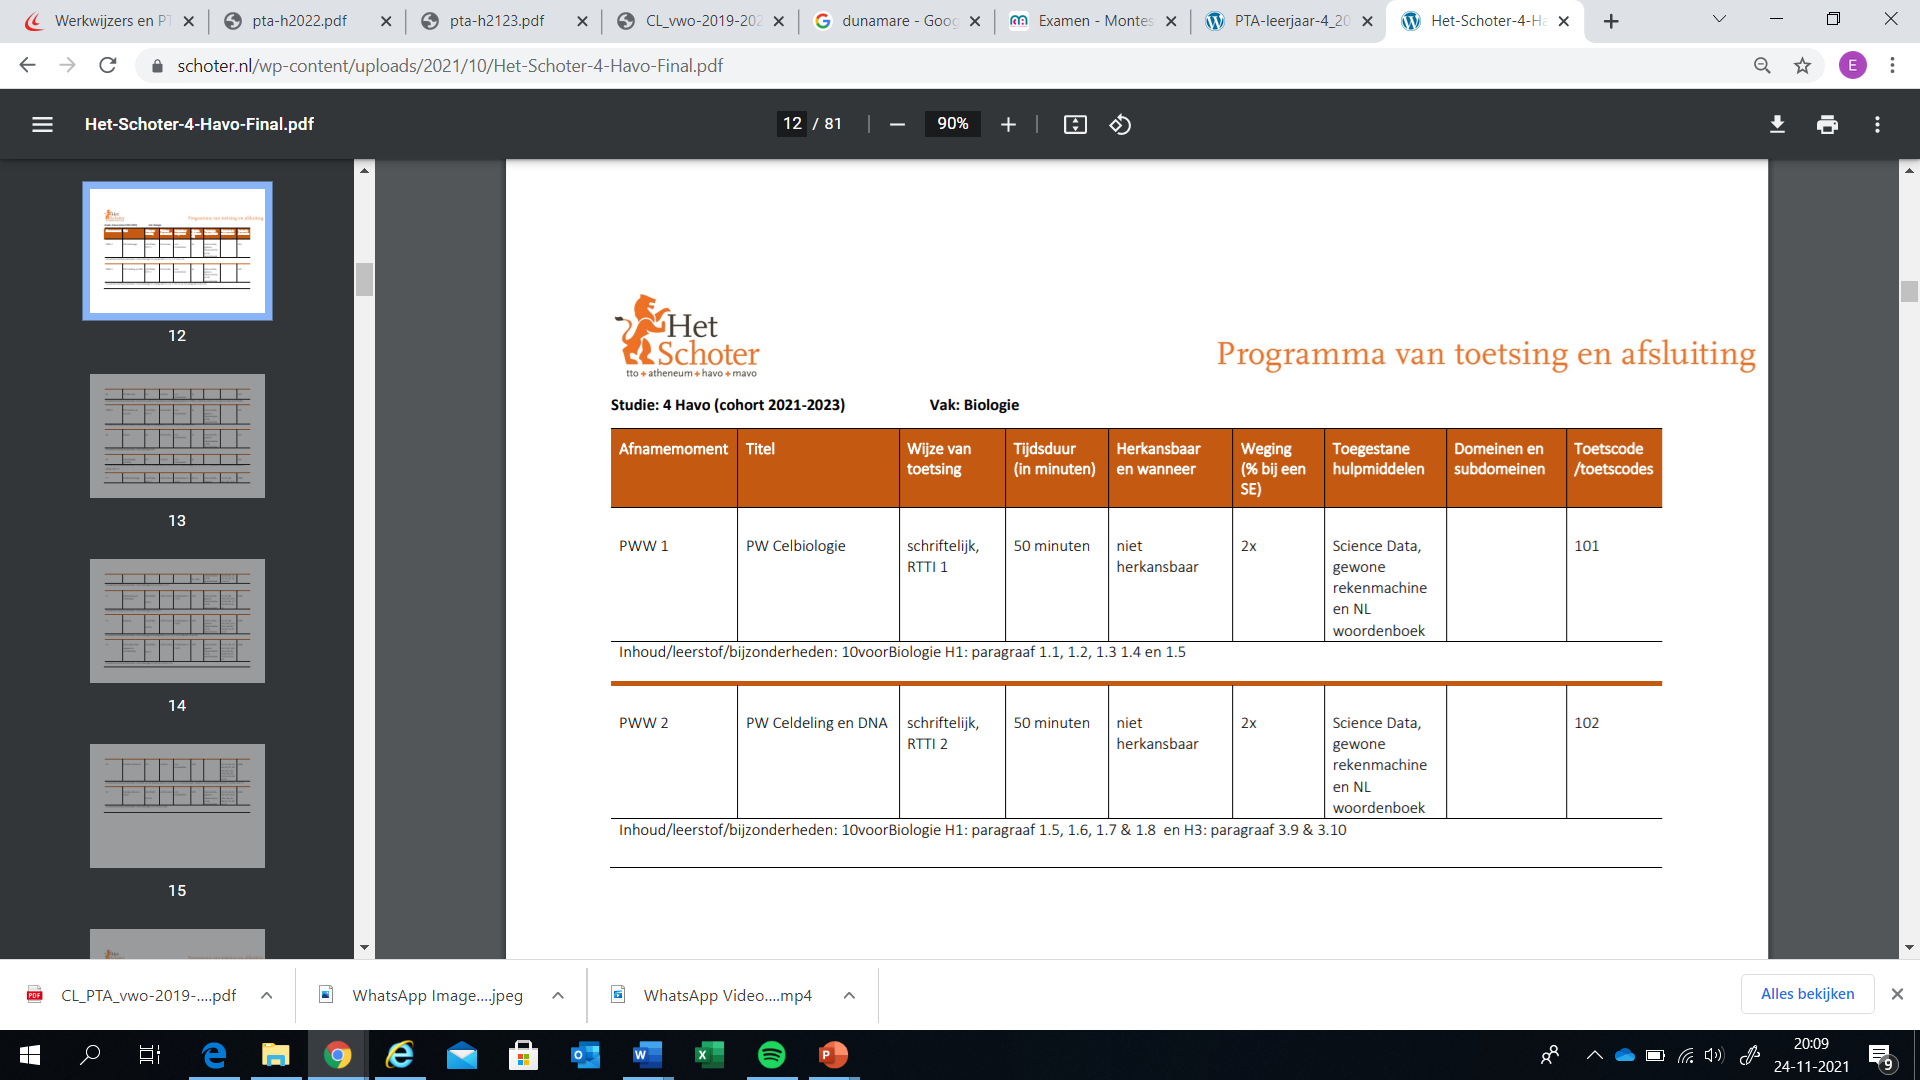 Werkwijzers en PT
pta-h2022.pdf
pta-h2123.pdf
CL_vwo-2019-202
dunamare - Goog
Examen - Montes
PTA-leerjaar-4_20
Het-Schoter-4-Ha
schoter.nl/wp-content/uploads/2021/10/Het-Schoter-4-Havo-Final.pdf
E
Het-Schoter-4-Havo-Final.pdf
12 / 81
90%
12
13
14
15
Het
Schoter
tto + atheneum + havo + mavo
Programma van toetsing en afsluiting
Studie: 4 Havo (cohort 2021-2023) Vak: Biologie
Afnamemoment
Titel
Wijze van
toetsing
Tijdsduur
(in minuten)
Herkansbaar
en wanneer
Weging
(% bij een
SE)
Toegestane
hulpmiddelen
Domeinen en
subdomeinen
Toetscode
/toetscodes
PWW 1
PW Celbiologie
schriftelijk,
RTTI 1
50 minuten
niet
herkansbaar
2x
Science Data,
gewone
rekenmachine
en NL
woordenboek
101
Inhoud/leerstof/bijzonderheden: 10voorBiologie H1: paragraaf 1.1, 1.2, 1.3 1.4 en 1.5
PWW 2
PW Celdeling en DNA
schriftelijk,
RTTI 2
50 minuten
niet
herkansbaar
2x
Science Data,
gewone
rekenmachine
en NL
woordenboek
102
Inhoud/leerstof/bijzonderheden: 10voorBiologie H1: paragraaf 1.5, 1.6, 1.7 & 1.8 en H3: paragraaf 3.9 & 3.10
CL_PTA_vwo-2019-....pdf
WhatsApp Image....jpeg
WhatsApp Video....mp4
Alles bekijken
20:09
24-11-2021
9